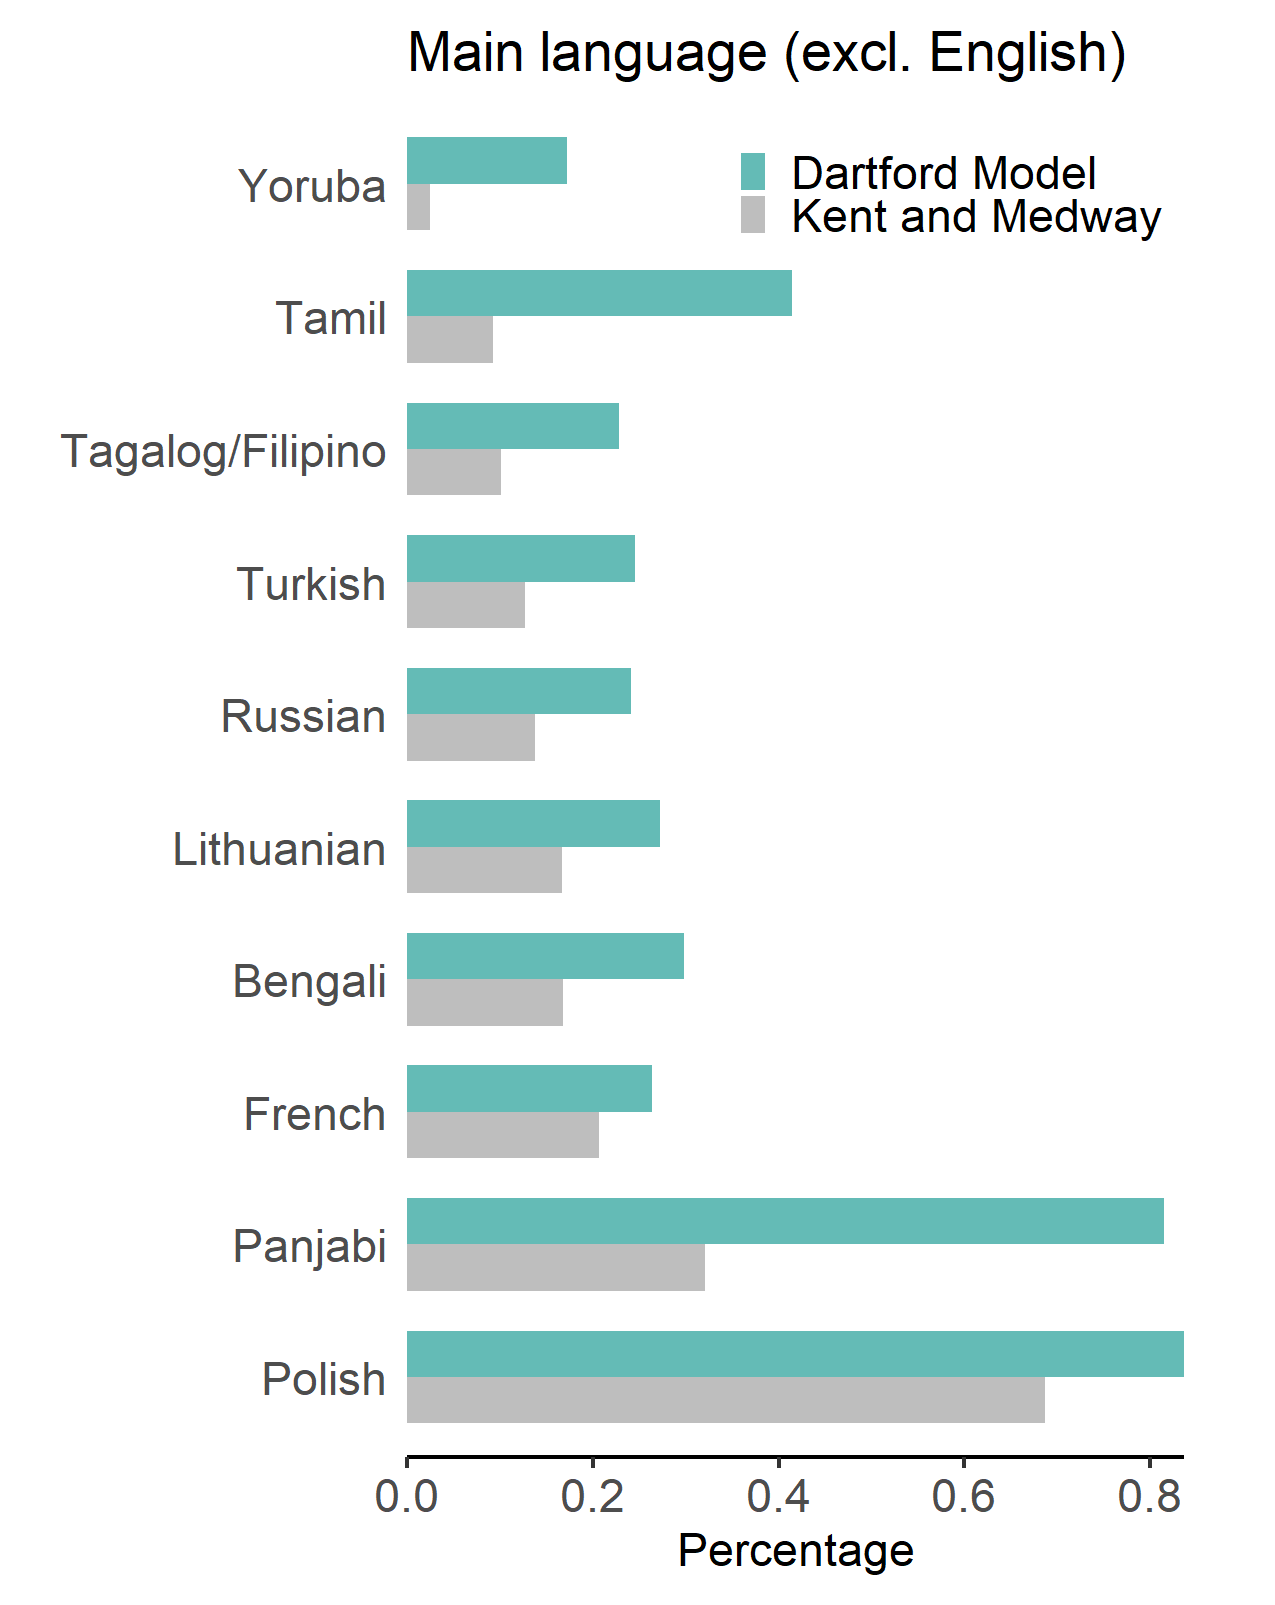 Main language (excl. English)
Dartford Model
Kent and Medway
Yoruba
Tamil
Tagalog/Filipino
Turkish
Russian
Lithuanian
Bengali
French
Panjabi
Polish
0.0 0.2 0.4 0.6 0.8
Percentage